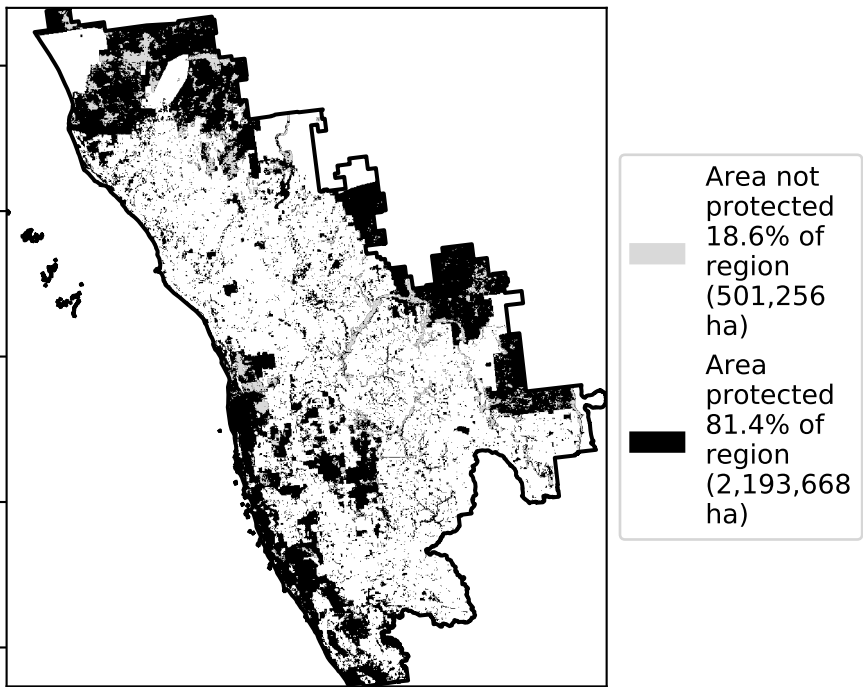 Area not
protected
18.6% of
region
(501,256
ha)
Area
protected
81.4% of
region
(2,193,668
ha)